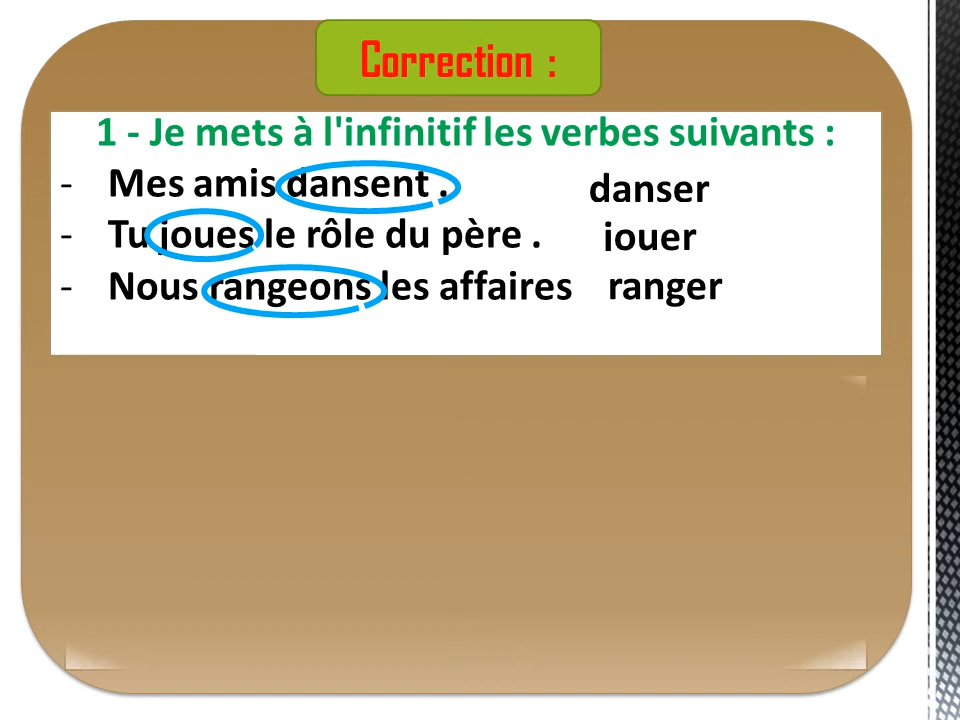 Correction :
1 - Je mets à l'infinitif les verbes suivants :
- Mes amis dansent . danser
- Tu joues le rôle du père . jouer
- Nous rangeons les affaires ranger